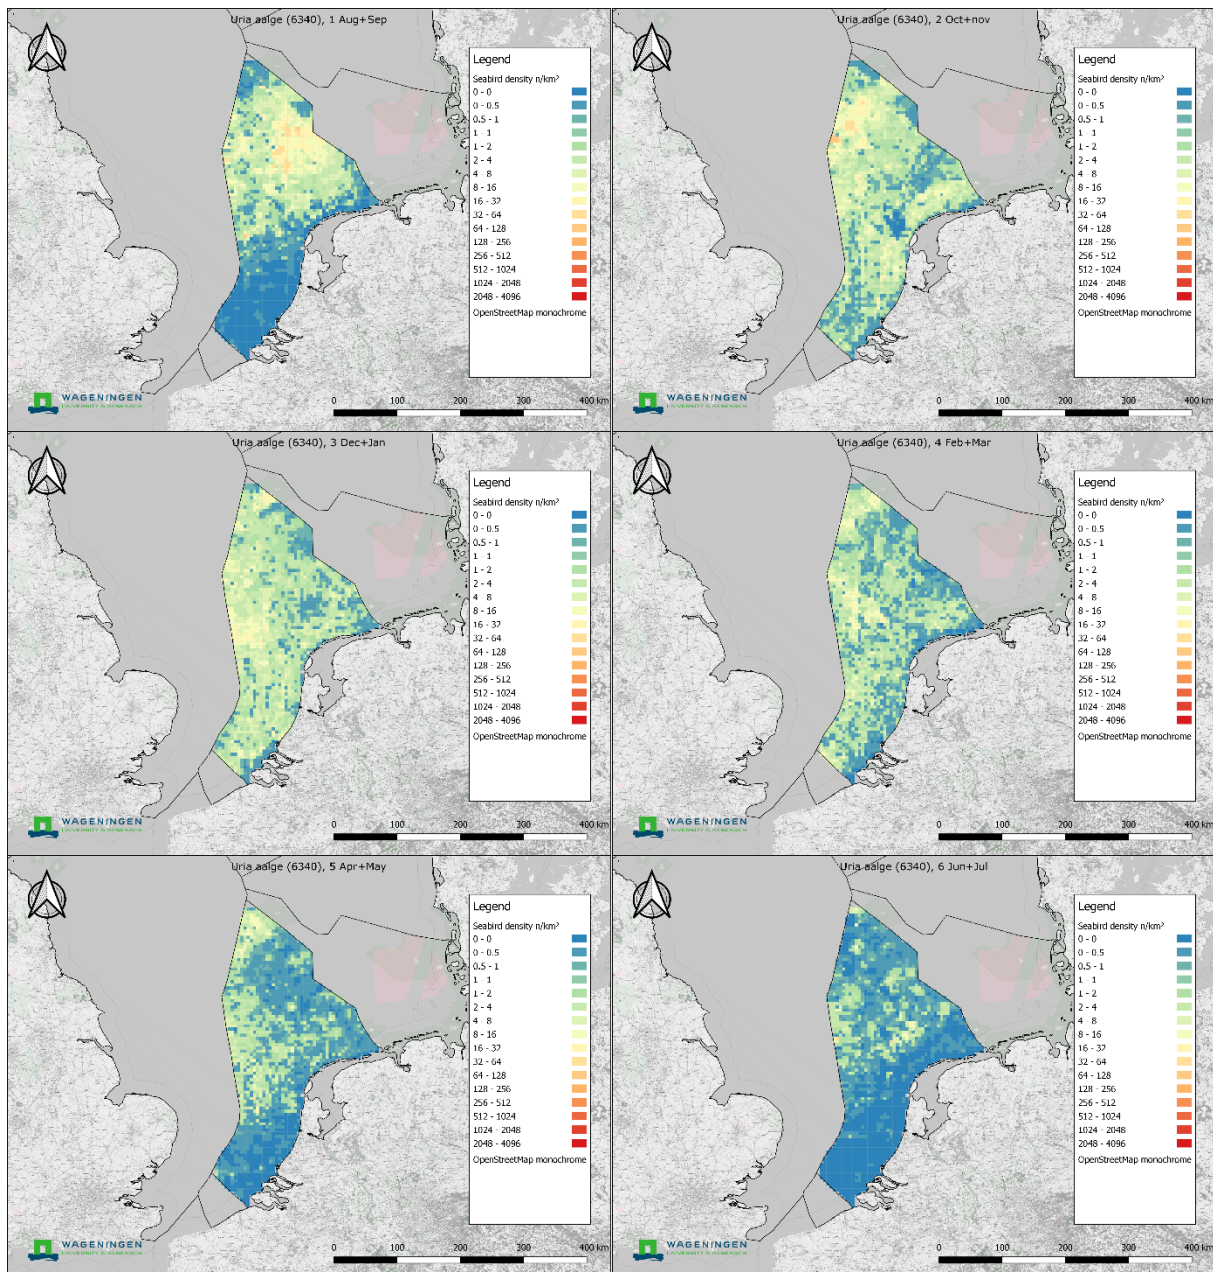 Uria aalge (6340), 1 Aug+Sep
Legend
Seabird density n/km²
0 - 0
0 - 0.5
0.5 - 1
1 - 1
1 - 2
2 - 4
4 - 8
8 - 16
16 - 32
32 - 64
64 - 128
128 - 256
256 - 512
512 - 1024
1024 - 2048
2048 - 4096
OpenStreetMap monochrome
WAGENINGEN
UNIVERSITY & RESEARCH
0 100 200 300 400 km
Uria aalge (6340), 2 Oct+nov
Legend
Seabird density n/km²
0 - 0
0 - 0.5
0.5 - 1
1 - 1
1 - 2
2 - 4
4 - 8
8 - 16
16 - 32
32 - 64
64 - 128
128 - 256
256 - 512
512 - 1024
1024 - 2048
2048 - 4096
OpenStreetMap monochrome
WAGENINGEN
UNIVERSITY & RESEARCH
0 100 200 300 400 km
Uria aalge (6340), 3 Dec+Jan
Legend
Seabird density n/km²
0 - 0
0 - 0.5
0.5 - 1
1 - 1
1 - 2
2 - 4
4 - 8
8 - 16
16 - 32
32 - 64
64 - 128
128 - 256
256 - 512
512 - 1024
1024 - 2048
2048 - 4096
OpenStreetMap monochrome
WAGENINGEN
UNIVERSITY & RESEARCH
0 100 200 300 400 km
Uria aalge (6340), 4 Feb+Mar
Legend
Seabird density n/km²
0 - 0
0 - 0.5
0.5 - 1
1 - 1
1 - 2
2 - 4
4 - 8
8 - 16
16 - 32
32 - 64
64 - 128
128 - 256
256 - 512
512 - 1024
1024 - 2048
2048 - 4096
OpenStreetMap monochrome
WAGENINGEN
UNIVERSITY & RESEARCH
0 100 200 300 400 km
Uria aalge (6340), 5 Apr+May
Legend
Seabird density n/km²
0 - 0
0 - 0.5
0.5 - 1
1 - 1
1 - 2
2 - 4
4 - 8
8 - 16
16 - 32
32 - 64
64 - 128
128 - 256
256 - 512
512 - 1024
1024 - 2048
2048 - 4096
OpenStreetMap monochrome
WAGENINGEN
UNIVERSITY & RESEARCH
0 100 200 300 400 km
Uria aalge (6340), 6 Jun+Jul
Legend
Seabird density n/km²
0 - 0
0 - 0.5
0.5 - 1
1 - 1
1 - 2
2 - 4
4 - 8
8 - 16
16 - 32
32 - 64
64 - 128
128 - 256
256 - 512
512 - 1024
1024 - 2048
2048 - 4096
OpenStreetMap monochrome
WAGENINGEN
UNIVERSITY & RESEARCH
0 100 200 300 400 km